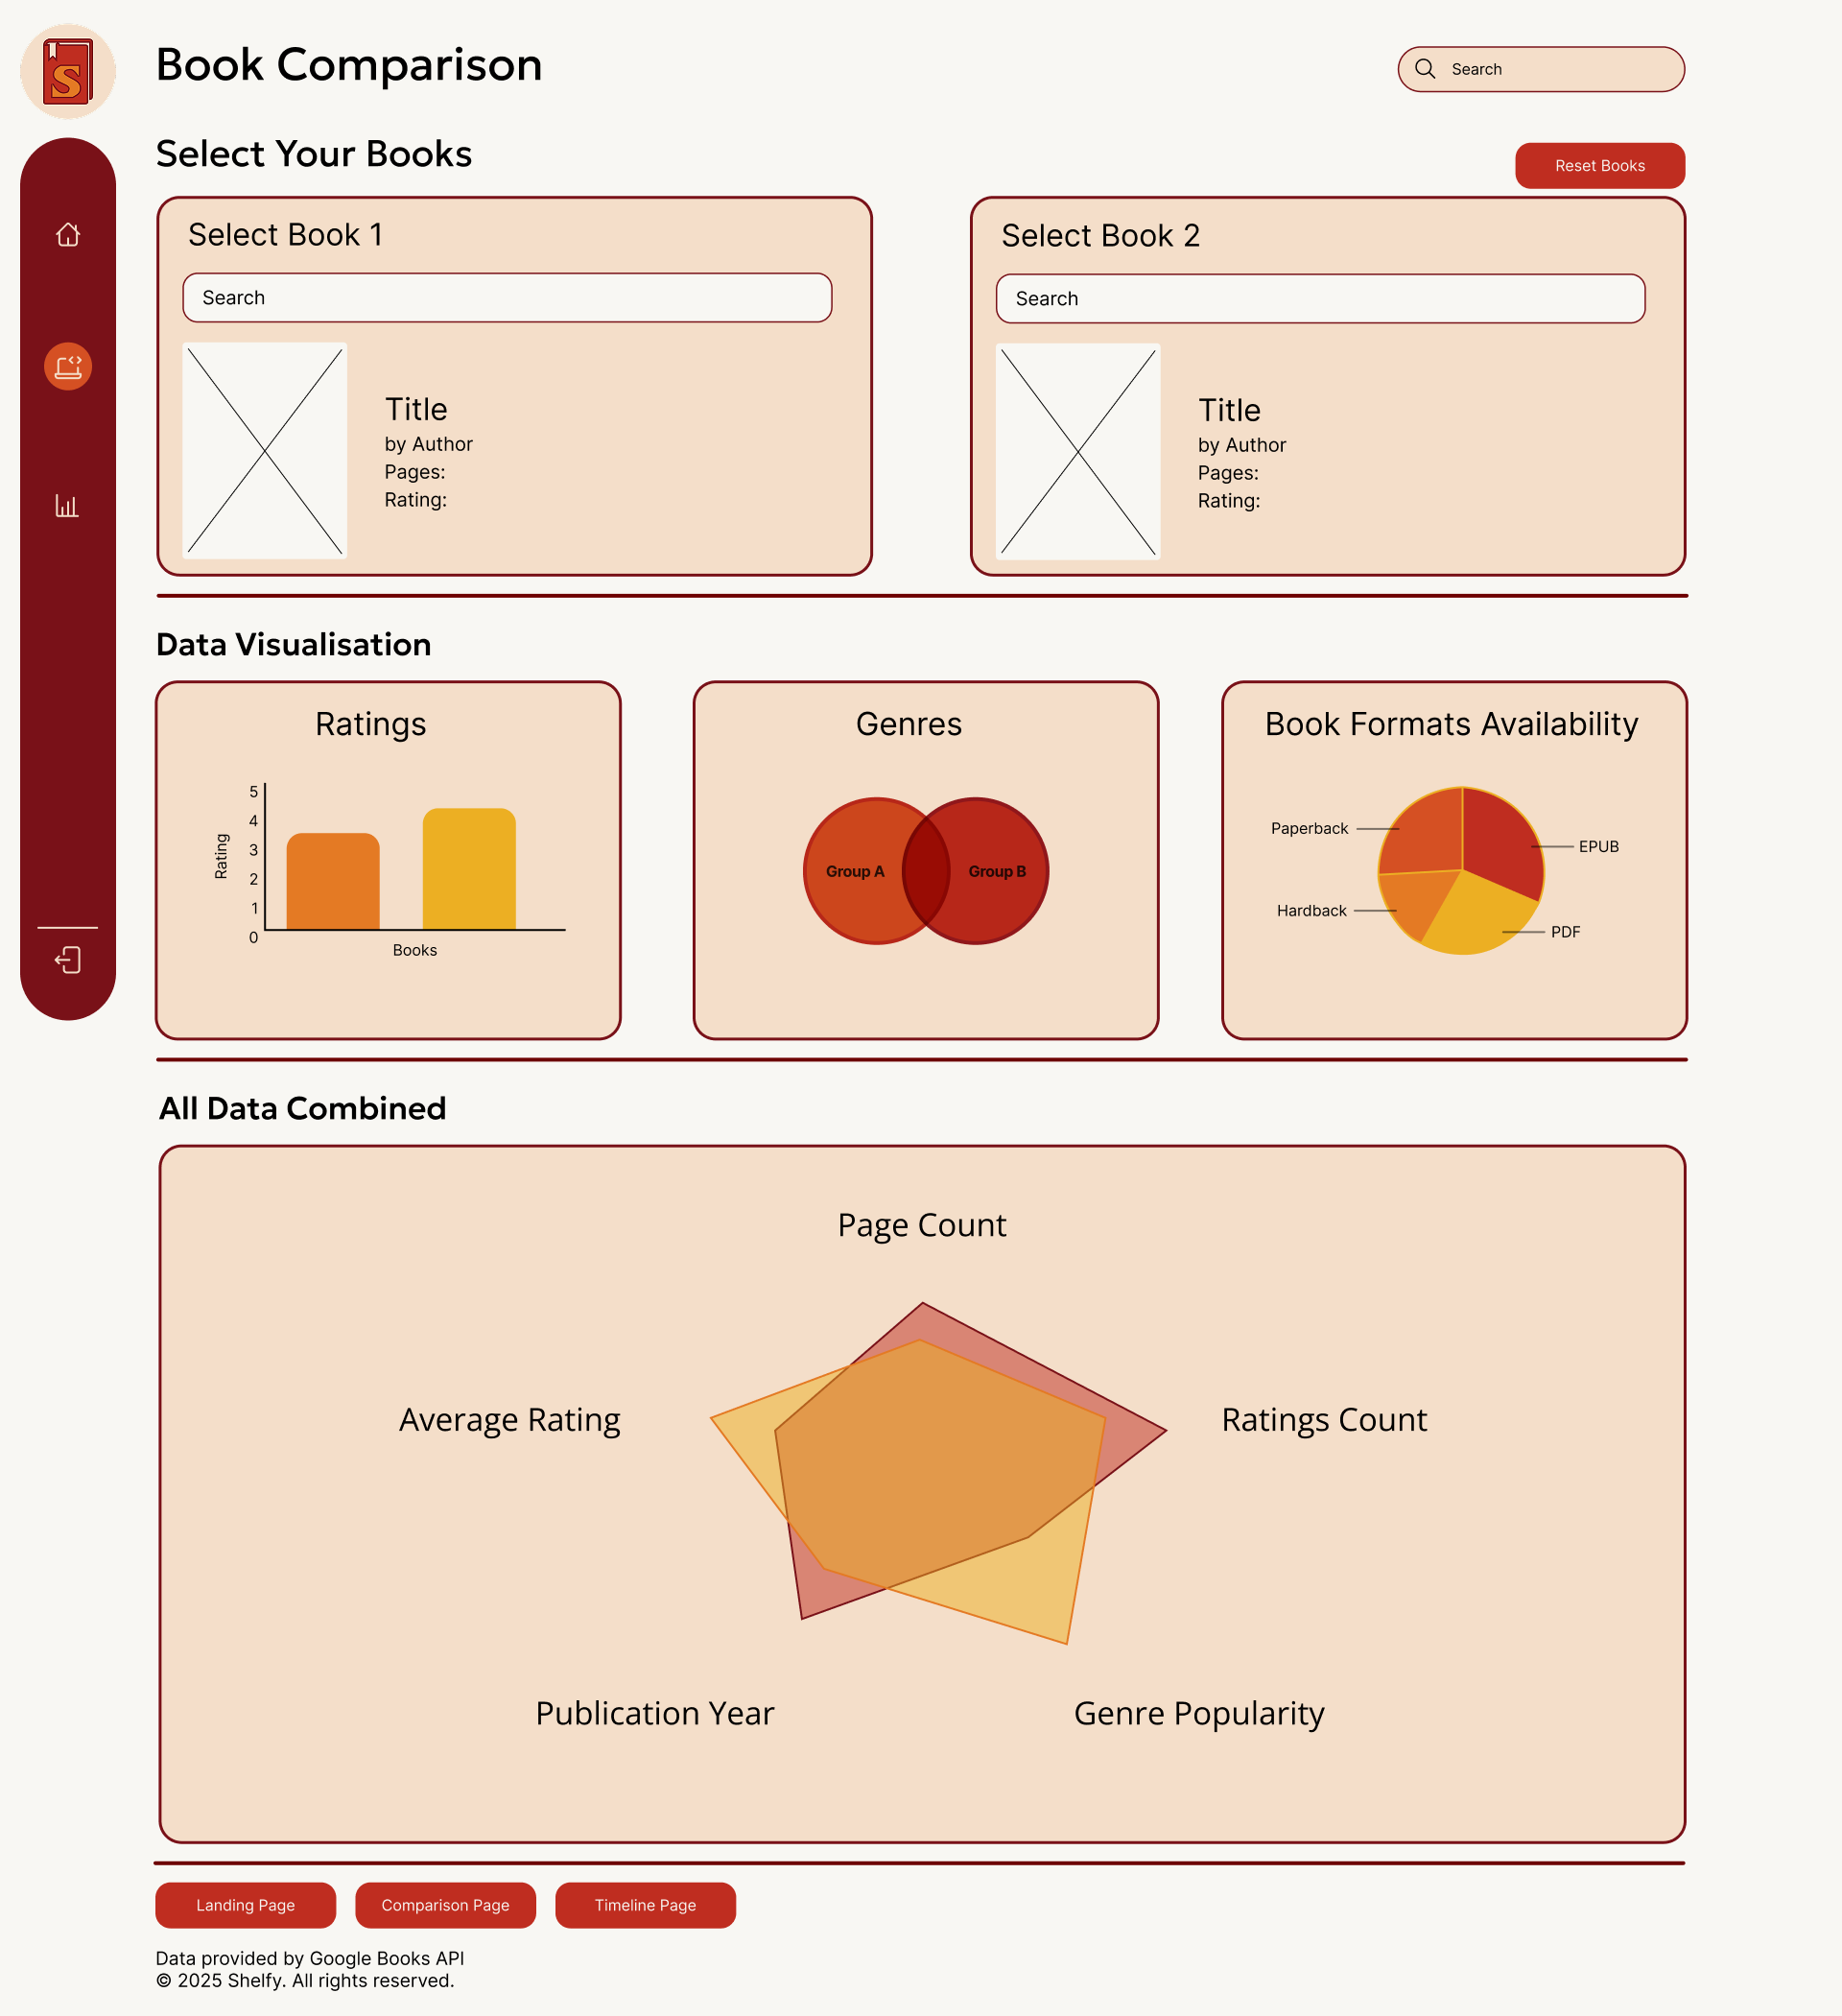 S
Book Comparison
Search
Select Your Books
Reset Books
Select Book 1
Search
Title
by Author
Pages:
Rating:
Select Book 2
Search
Title
by Author
Pages:
Rating:
Data Visualisation
Ratings
5
4
3
2
1
0
Rating
Books
Genres
Group A
Group B
Book Formats Availability
Paperback
EPUB
Hardback
PDF
All Data Combined
Page Count
Average Rating
Ratings Count
Publication Year
Genre Popularity
Landing Page
Comparison Page
Timeline Page
Data provided by Google Books API
© 2025 Shelfy. All rights reserved.